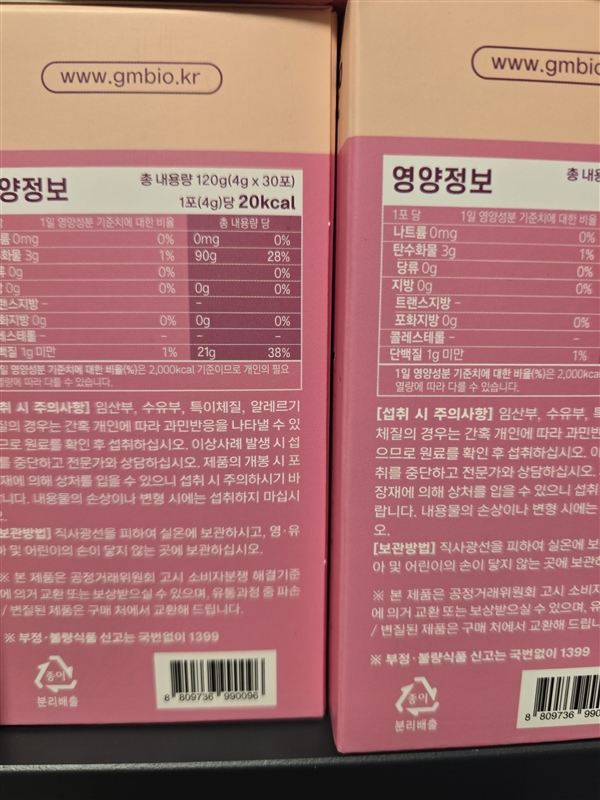 www.gmbio.kr
양정보
총 내용량 120g(4g x 30포)
1포(4g)당 20kcal
1일 영양성분 기준치에 대한 비율 총 내용량 당
륨 0mg 0% 0mg 0%
화물 3g 1% 90g 28%
류 0g 0% 0%
0g 0% 0g 0%
랜스지방 - -
화지방 0g 0% 0g 0%
레스테롤 - - -
백질 1g 미만 1% 21g 38%
일 영양성분 기준치에 대한 비율(%)은 2,000kcal 기준이므로 개인의 필요
열량에 따라 다를 수 있습니다.
취 시 주의사항] 임산부, 수유부, 특이체질, 알레르기
질의 경우는 간혹 개인에 따라 과민반응을 나타낼 수 있
므로 원료를 확인 후 섭취하십시오. 이상사례 발생 시 섭
를 중단하고 전문가와 상담하십시오. 제품의 개봉 시 포
재에 의해 상처를 입을 수 있으니 섭취 시 주의하시기 바
니다. 내용물의 손상이나 변형 시에는 섭취하지 마십시
오.
보관방법] 직사광선을 피하여 실온에 보관하시고, 영·유
아 및 어린이의 손이 닿지 않는 곳에 보관하십시오.
※ 본 제품은 공정거래위원회 고시 소비자분쟁 해결기준
에 의거 교환 또는 보상받으실 수 있으며, 유통과정 중 파손
/ 변질된 제품은 구매 처에서 교환해 드립니다.
※ 부정·불량식품 신고는 국번없이 1399
종이
분리배출
8 809736 990096
www.gmbio
영양정보
총 내용
1포 당 1일 영양성분 기준치에 대한 비율
나트륨 0mg 0%
탄수화물 3g 1%
당류 0g 0%
지방 0g 0%
트랜스지방 -
포화지방 0g 0%
콜레스테롤 - -
단백질 1g 미만 1%
1일 영양성분 기준치에 대한 비율(%)은 2,000kca
열량에 따라 다를 수 있습니다.
[섭취 시 주의사항] 임산부, 수유부, 특
체질의 경우는 간혹 개인에 따라 과민반
으므로 원료를 확인 후 섭취하십시오. 이
취를 중단하고 전문가와 상담하십시오.
장재에 의해 상처를 입을 수 있으니 섭취
랍니다. 내용물의 손상이나 변형 시에는
오.
[보관방법] 직사광선을 피하여 실온에 보
아 및 어린이의 손이 닿지 않는 곳에 보관하
※ 본 제품은 공정거래위원회 고시 소비자
에 의거 교환 또는 보상받으실 수 있으며, 유
/ 변질된 제품은 구매 처에서 교환해 드립니
※ 부정·불량식품 신고는 국번없이 1399
종이
분리배출
8 809736 990